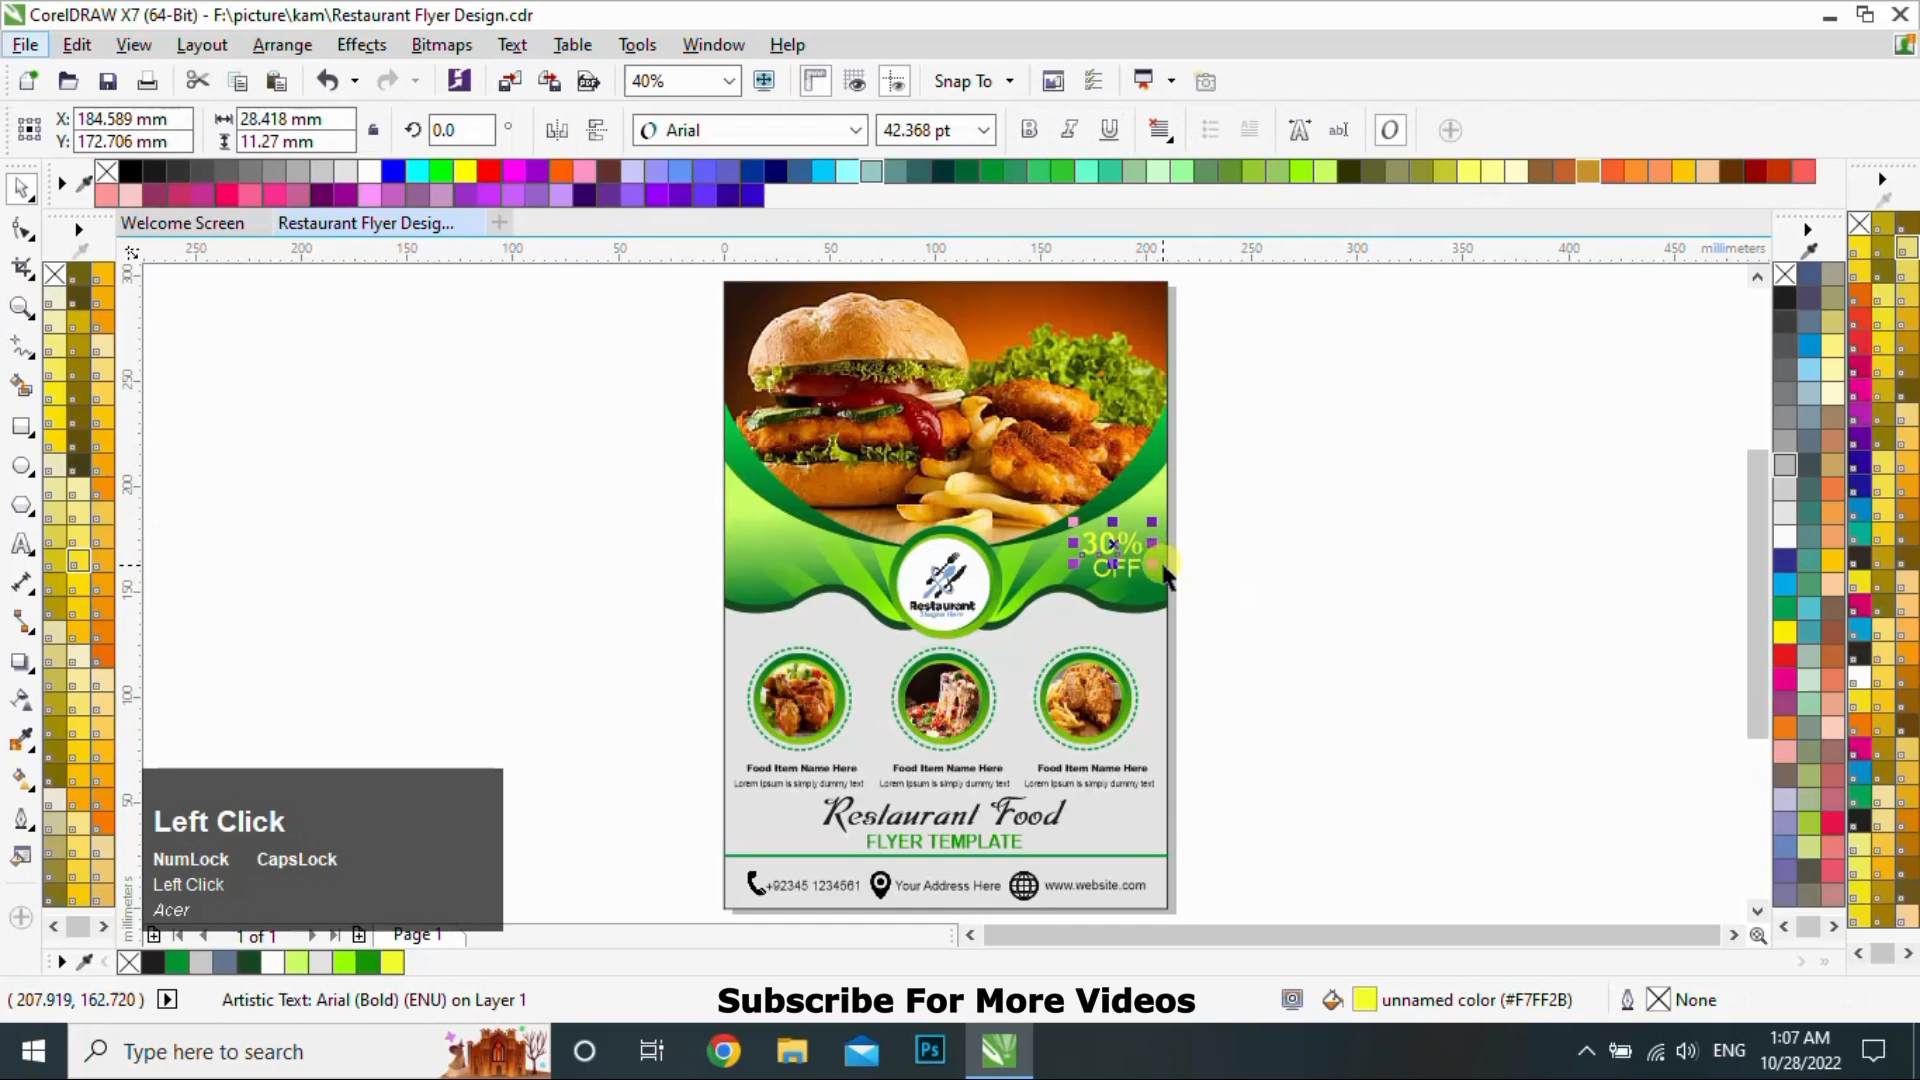 CorelDRAW X7 (64-Bit) - F:\picture\kam\Restaurant Flyer Design.cdr
File Edit View Layout Arrange Effects Bitmaps Text Table Tools Window Help
40% Snap To
X: 184.589 mm 28.418 mm 0.0 ° Arial 42.368 pt
Y: 172.706 mm 11.27 mm
Welcome Screen Restaurant Flyer Desig...
250 200 150 100 50 0 50 100 150 200 250 300 350 400 450 millimeters
300
250
200
150
100
50
millimeters
30%
OFF
Restaurant
Food Item Name Here Food Item Name Here Food Item Name Here
Lorem Ipsum is simply dummy text Lorem Ipsum is simply dummy text Lorem Ipsum is simply dummy text
Restaurant Food
FLYER TEMPLATE
+92345 1234561 Your Address Here www.website.com
Left Click
NumLock CapsLock
Left Click
Acer
1 of 1 Page 1
( 207.919, 162.720 ) Artistic Text: Arial (Bold) (ENU) on Layer 1 Subscribe For More Videos unnamed color (#F7FF2B) None
Type here to search Ps ENG 1:07 AM
10/28/2022